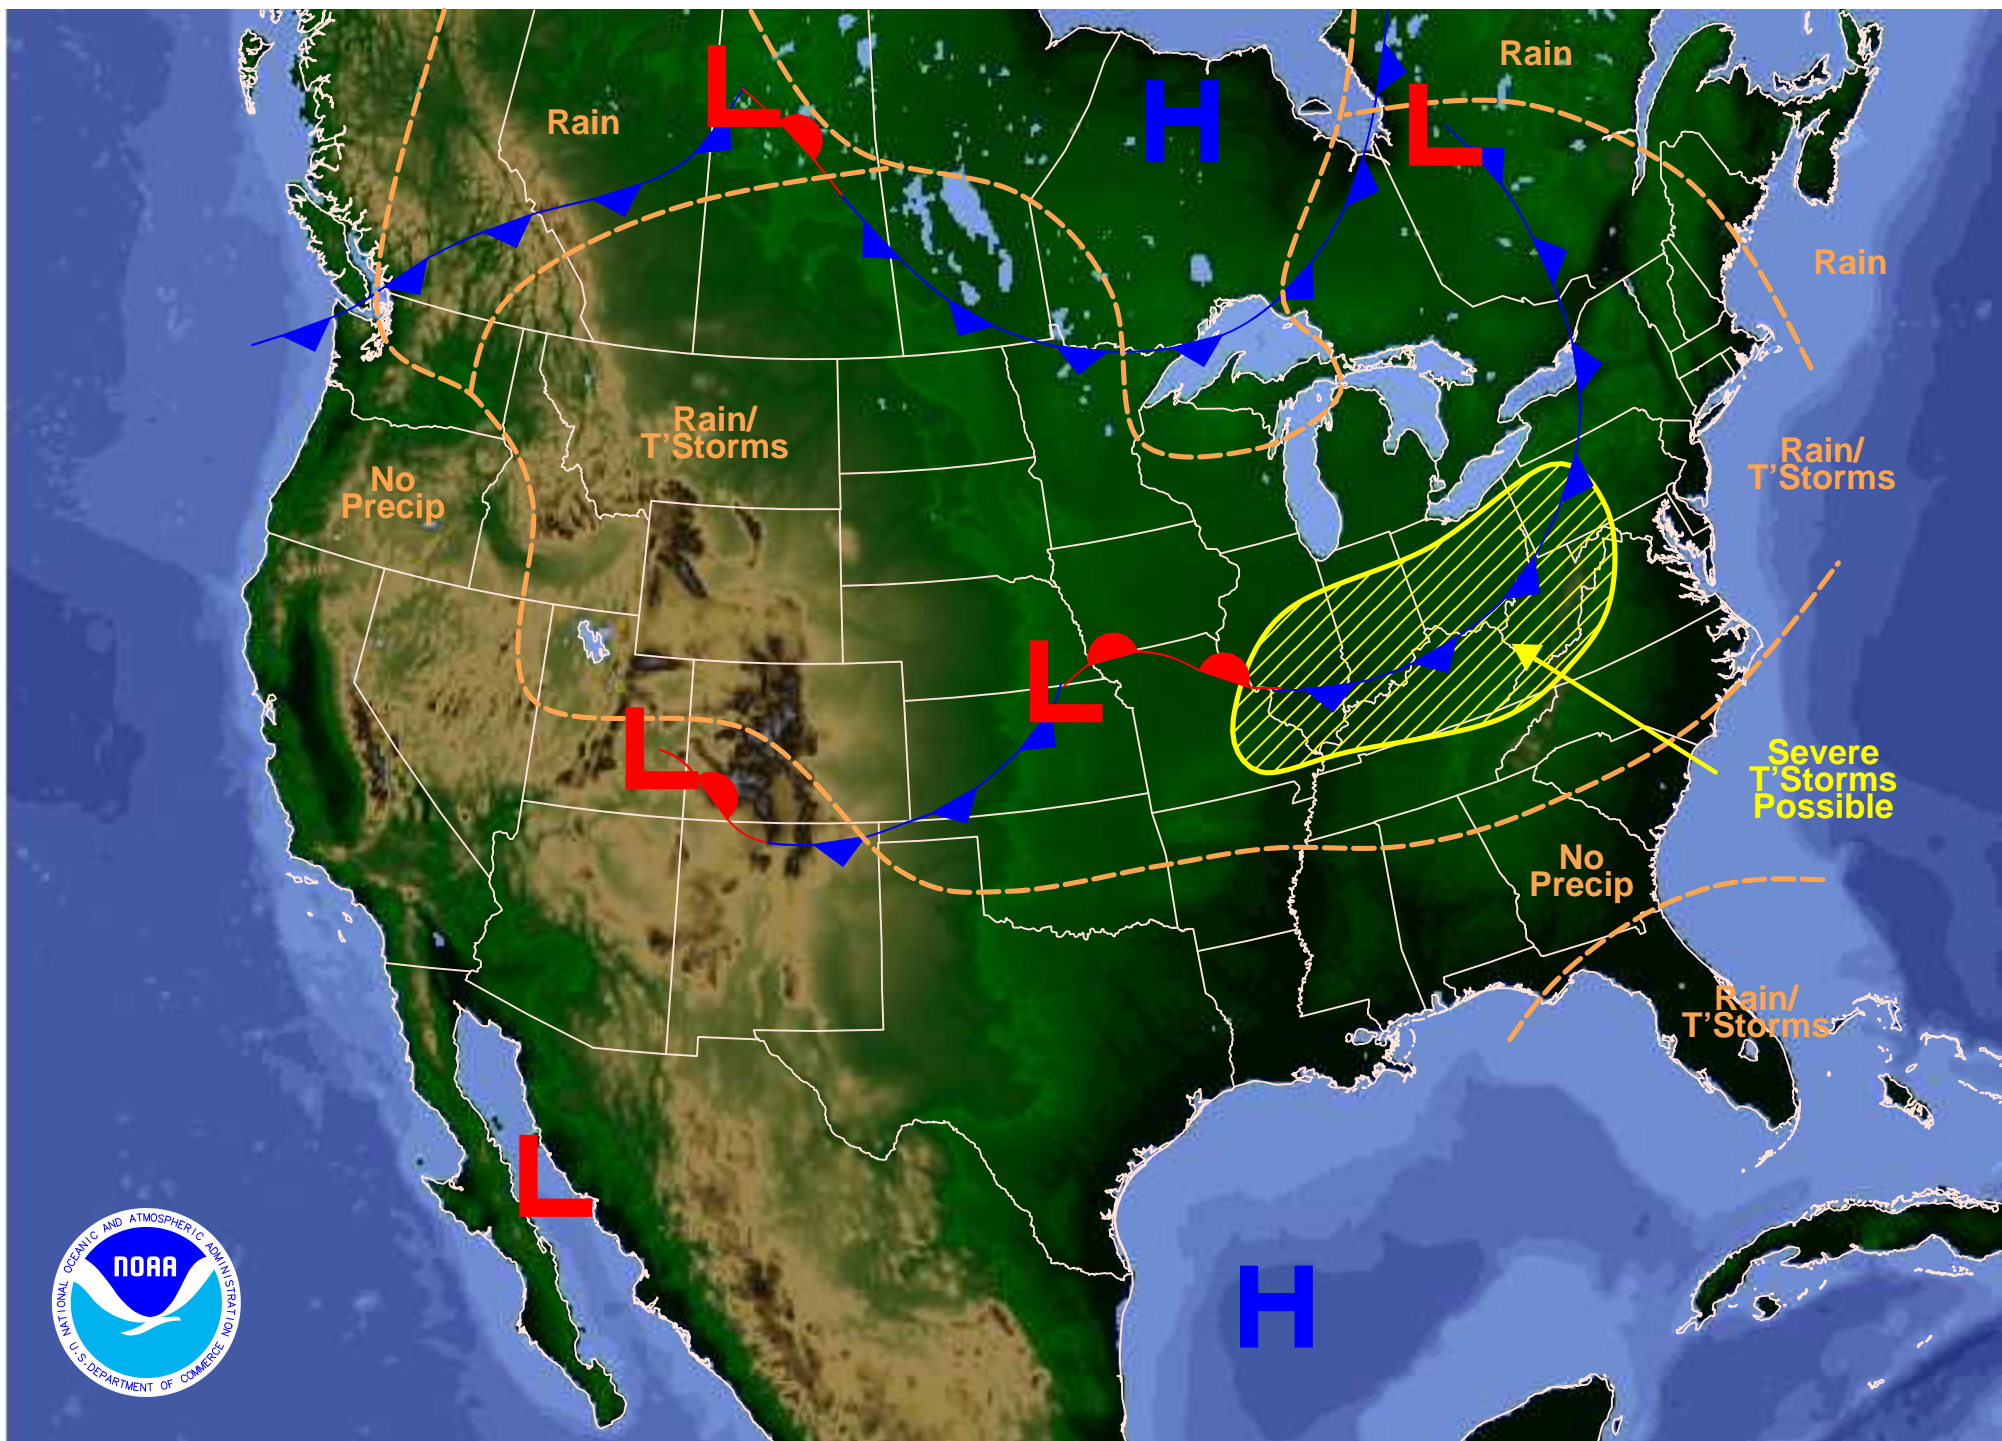 L
Rain
H
L
Rain
Rain
Rain/
T'Storms
Rain/
T'Storms
No
Precip
L
L
Severe
T'Storms
Possible
No
Precip
Rain/
T'Storms
L
H
NATIONAL OCEANIC AND ATMOSPHERIC ADMINISTRATION
NOAA
U.S. DEPARTMENT OF COMMERCE